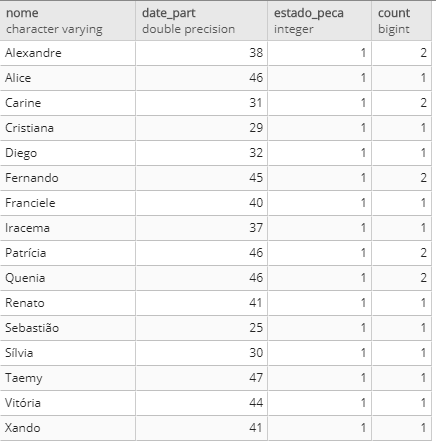 nome date_part estado_peca count
character varying double precision integer bigint
Alexandre 38 1 2
Alice 46 1 1
Carine 31 1 2
Cristiana 29 1 1
Diego 32 1 1
Fernando 45 1 2
Franciele 40 1 1
Iracema 37 1 1
Patrícia 46 1 2
Quenia 46 1 2
Renato 41 1 1
Sebastião 25 1 1
Sílvia 30 1 1
Taemy 47 1 1
Vitória 44 1 1
Xando 41 1 1